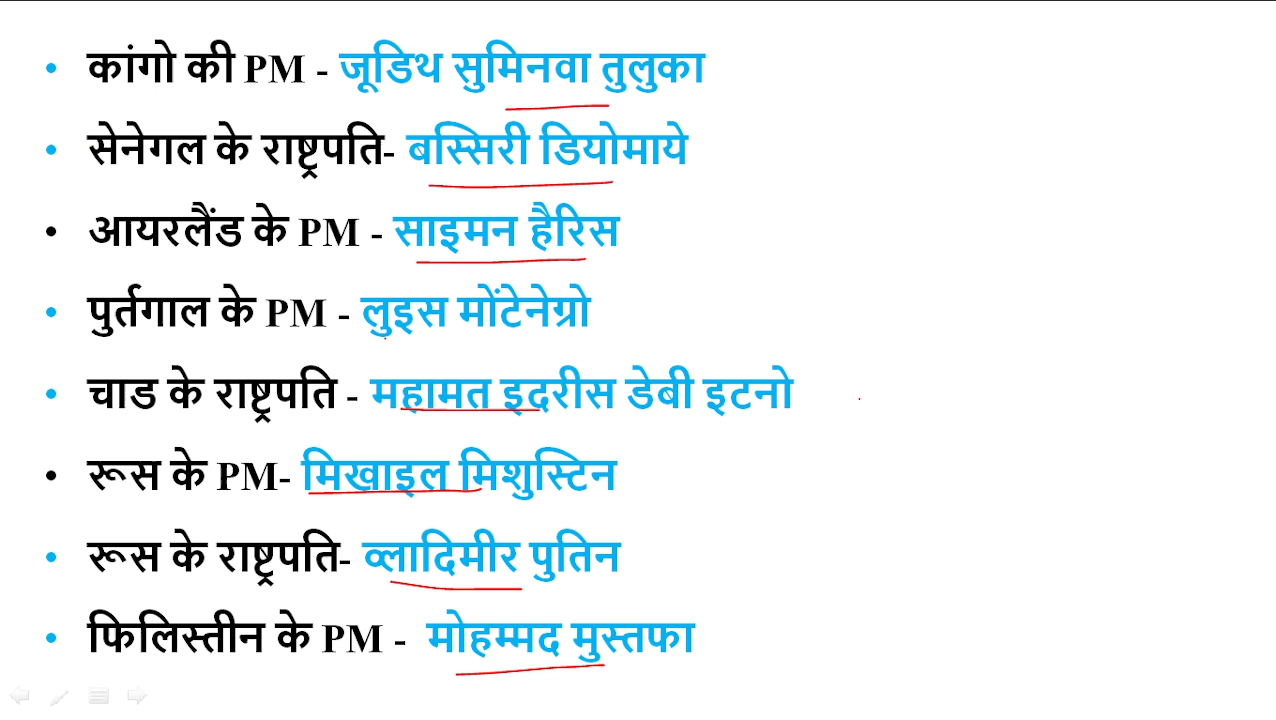 • कांगो की PM - जूडिथ सुमिनवा तुलुका
• सेनेगल के राष्ट्रपति- बस्सिरी डियोमाये
• आयरलैंड के PM - साइमन हैरिस
• पुर्तगाल के PM - लुइस मोंटेनेग्रो
• चाड के राष्ट्रपति - महामत इदरीस डेबी इटनो
• रूस के PM- मिखाइल मिशुस्टिन
• रूस के राष्ट्रपति- व्लादिमीर पुतिन
• फिलिस्तीन के PM - मोहम्मद मुस्तफा